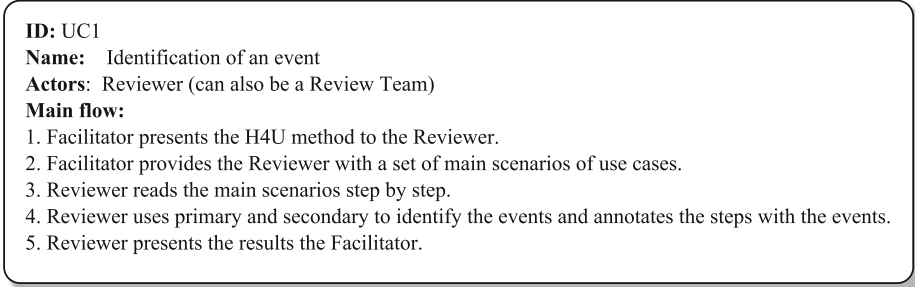 ID: UC1
Name: Identification of an event
Actors: Reviewer (can also be a Review Team)
Main flow:
1. Facilitator presents the H4U method to the Reviewer.
2. Facilitator provides the Reviewer with a set of main scenarios of use cases.
3. Reviewer reads the main scenarios step by step.
4. Reviewer uses primary and secondary to identify the events and annotates the steps with the events.
5. Reviewer presents the results the Facilitator.